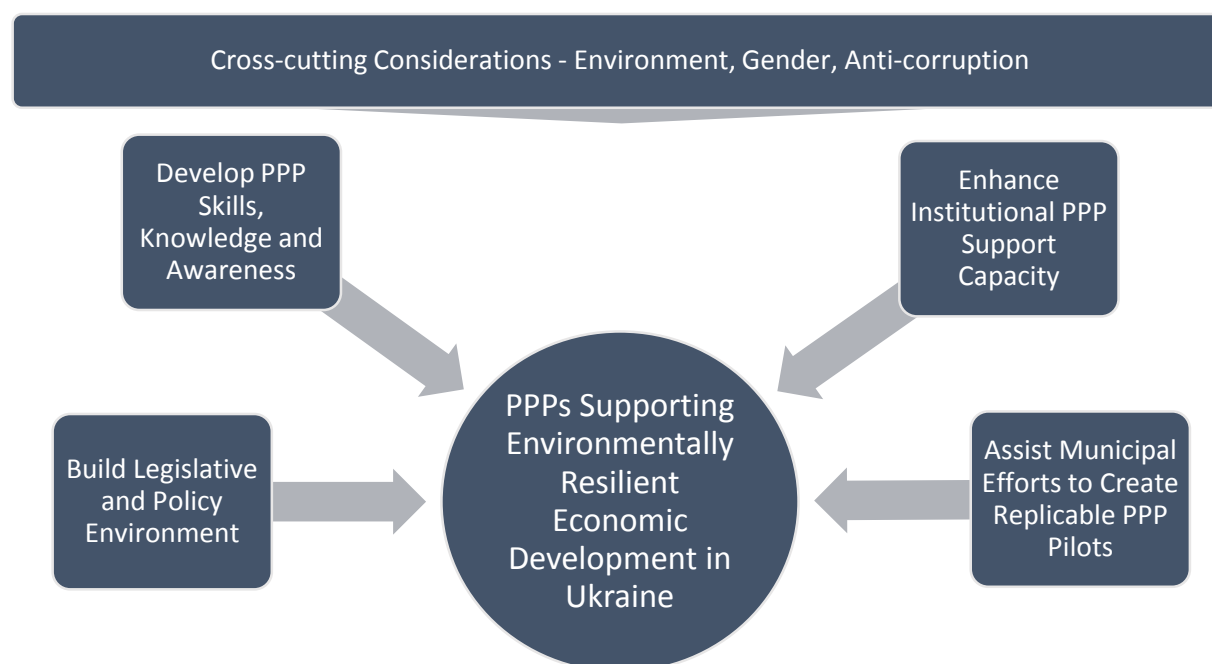 Cross-cutting Considerations - Environment, Gender, Anti-corruption
Develop PPP
Skills,
Knowledge and
Awareness
Enhance
Institutional PPP
Support
Capacity
Build Legislative
and Policy
Environment
PPPs Supporting
Environmentally
Resilient
Economic
Development in
Ukraine
Assist Municipal
Efforts to Create
Replicable PPP
Pilots